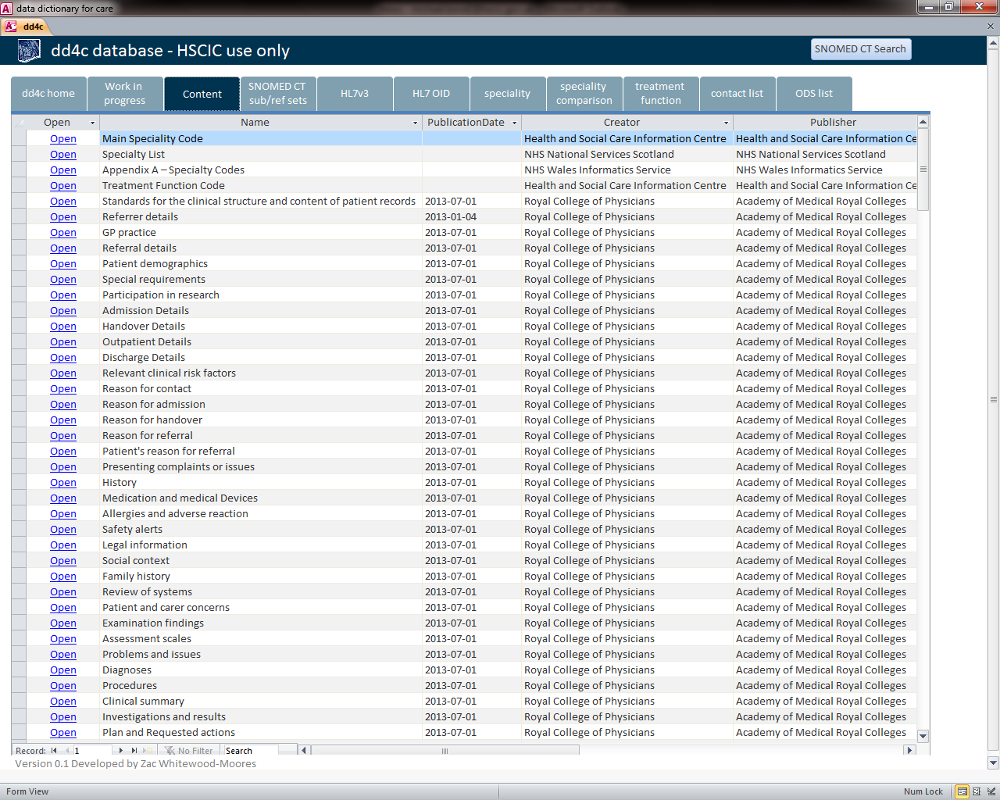 data dictionary for care
dd4c
dd4c database - HSCIC use only
SNOMED CT Search
dd4c home
Work in
progress
Content
SNOMED CT
sub/ref sets
HL7v3
HL7 OID
speciality
speciality
comparison
treatment
function
contact list
ODS list
Open Name PublicationDate Creator Publisher
Open Main Speciality Code Health and Social Care Information Centre Health and Social Care Information Ce
Open Specialty List NHS National Services Scotland NHS National Services Scotland
Open Appendix A – Specialty Codes NHS Wales Informatics Service NHS Wales Informatics Service
Open Treatment Function Code Health and Social Care Information Centre Health and Social Care Information Ce
Open Standards for the clinical structure and content of patient records 2013-07-01 Royal College of Physicians Academy of Medical Royal Colleges
Open Referrer details 2013-01-04 Royal College of Physicians Academy of Medical Royal Colleges
Open GP practice 2013-07-01 Royal College of Physicians Academy of Medical Royal Colleges
Open Referral details 2013-07-01 Royal College of Physicians Academy of Medical Royal Colleges
Open Patient demographics 2013-07-01 Royal College of Physicians Academy of Medical Royal Colleges
Open Special requirements 2013-07-01 Royal College of Physicians Academy of Medical Royal Colleges
Open Participation in research 2013-07-01 Royal College of Physicians Academy of Medical Royal Colleges
Open Admission Details 2013-07-01 Royal College of Physicians Academy of Medical Royal Colleges
Open Handover Details 2013-07-01 Royal College of Physicians Academy of Medical Royal Colleges
Open Outpatient Details 2013-07-01 Royal College of Physicians Academy of Medical Royal Colleges
Open Discharge Details 2013-07-01 Royal College of Physicians Academy of Medical Royal Colleges
Open Relevant clinical risk factors 2013-07-01 Royal College of Physicians Academy of Medical Royal Colleges
Open Reason for contact 2013-07-01 Royal College of Physicians Academy of Medical Royal Colleges
Open Reason for admission 2013-07-01 Royal College of Physicians Academy of Medical Royal Colleges
Open Reason for handover 2013-07-01 Royal College of Physicians Academy of Medical Royal Colleges
Open Reason for referral 2013-07-01 Royal College of Physicians Academy of Medical Royal Colleges
Open Patient's reason for referral 2013-07-01 Royal College of Physicians Academy of Medical Royal Colleges
Open Presenting complaints or issues 2013-07-01 Royal College of Physicians Academy of Medical Royal Colleges
Open History 2013-07-01 Royal College of Physicians Academy of Medical Royal Colleges
Open Medication and medical Devices 2013-07-01 Royal College of Physicians Academy of Medical Royal Colleges
Open Allergies and adverse reaction 2013-07-01 Royal College of Physicians Academy of Medical Royal Colleges
Open Safety alerts 2013-07-01 Royal College of Physicians Academy of Medical Royal Colleges
Open Legal information 2013-07-01 Royal College of Physicians Academy of Medical Royal Colleges
Open Social context 2013-07-01 Royal College of Physicians Academy of Medical Royal Colleges
Open Family history 2013-07-01 Royal College of Physicians Academy of Medical Royal Colleges
Open Review of systems 2013-07-01 Royal College of Physicians Academy of Medical Royal Colleges
Open Patient and carer concerns 2013-07-01 Royal College of Physicians Academy of Medical Royal Colleges
Open Examination findings 2013-07-01 Royal College of Physicians Academy of Medical Royal Colleges
Open Assessment scales 2013-07-01 Royal College of Physicians Academy of Medical Royal Colleges
Open Problems and issues 2013-07-01 Royal College of Physicians Academy of Medical Royal Colleges
Open Diagnoses 2013-07-01 Royal College of Physicians Academy of Medical Royal Colleges
Open Procedures 2013-07-01 Royal College of Physicians Academy of Medical Royal Colleges
Open Clinical summary 2013-07-01 Royal College of Physicians Academy of Medical Royal Colleges
Open Investigations and results 2013-07-01 Royal College of Physicians Academy of Medical Royal Colleges
Open Plan and Requested actions 2013-07-01 Royal College of Physicians Academy of Medical Royal Colleges
Record: 1 No Filter Search
Version 0.1 Developed by Zac Whitewood-Moores
Form View Num Lock